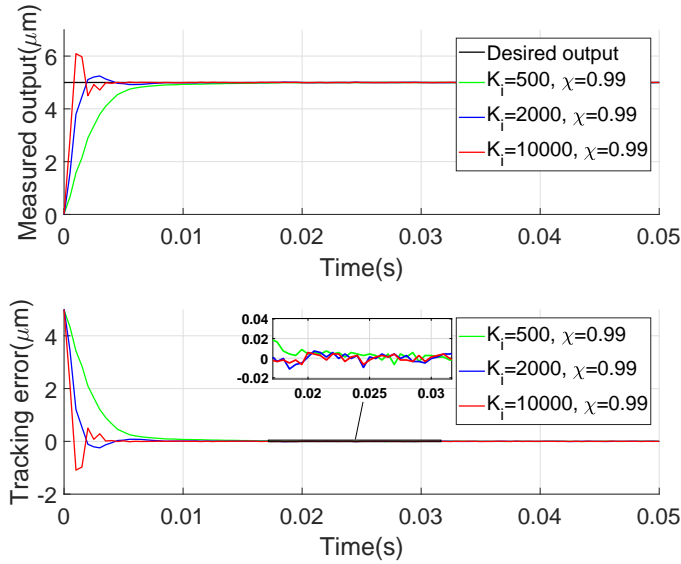 Measured output(μm)
6
4
2
0
Desired output
K_i=500, χ=0.99
K_i=2000, χ=0.99
K_i=10000, χ=0.99
0 0.01 0.02 0.03 0.04 0.05
Time(s)
Tracking error(μm)
4
2
0
-2
0.04
0.02
0
-0.02
0.02 0.025 0.03
K_i=500, χ=0.99
K_i=2000, χ=0.99
K_i=10000, χ=0.99
0 0.01 0.02 0.03 0.04 0.05
Time(s)